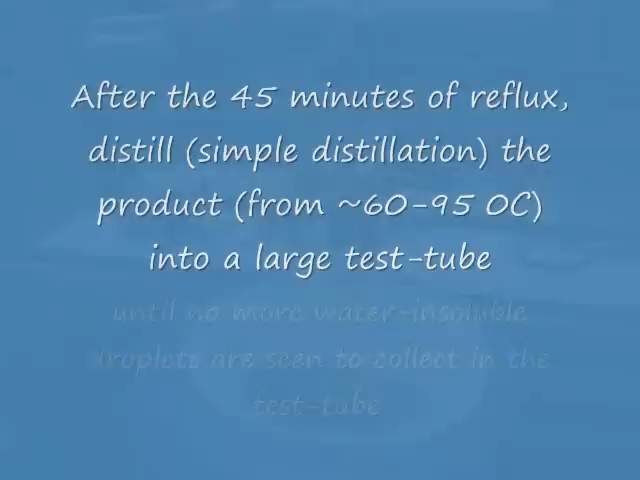 After the 45 minutes of reflux,
distill (simple distillation) the
product (from ~60-95 0C)
into a large test-tube
until no more water-insoluble
droplets are seen to collect in the
test-tube